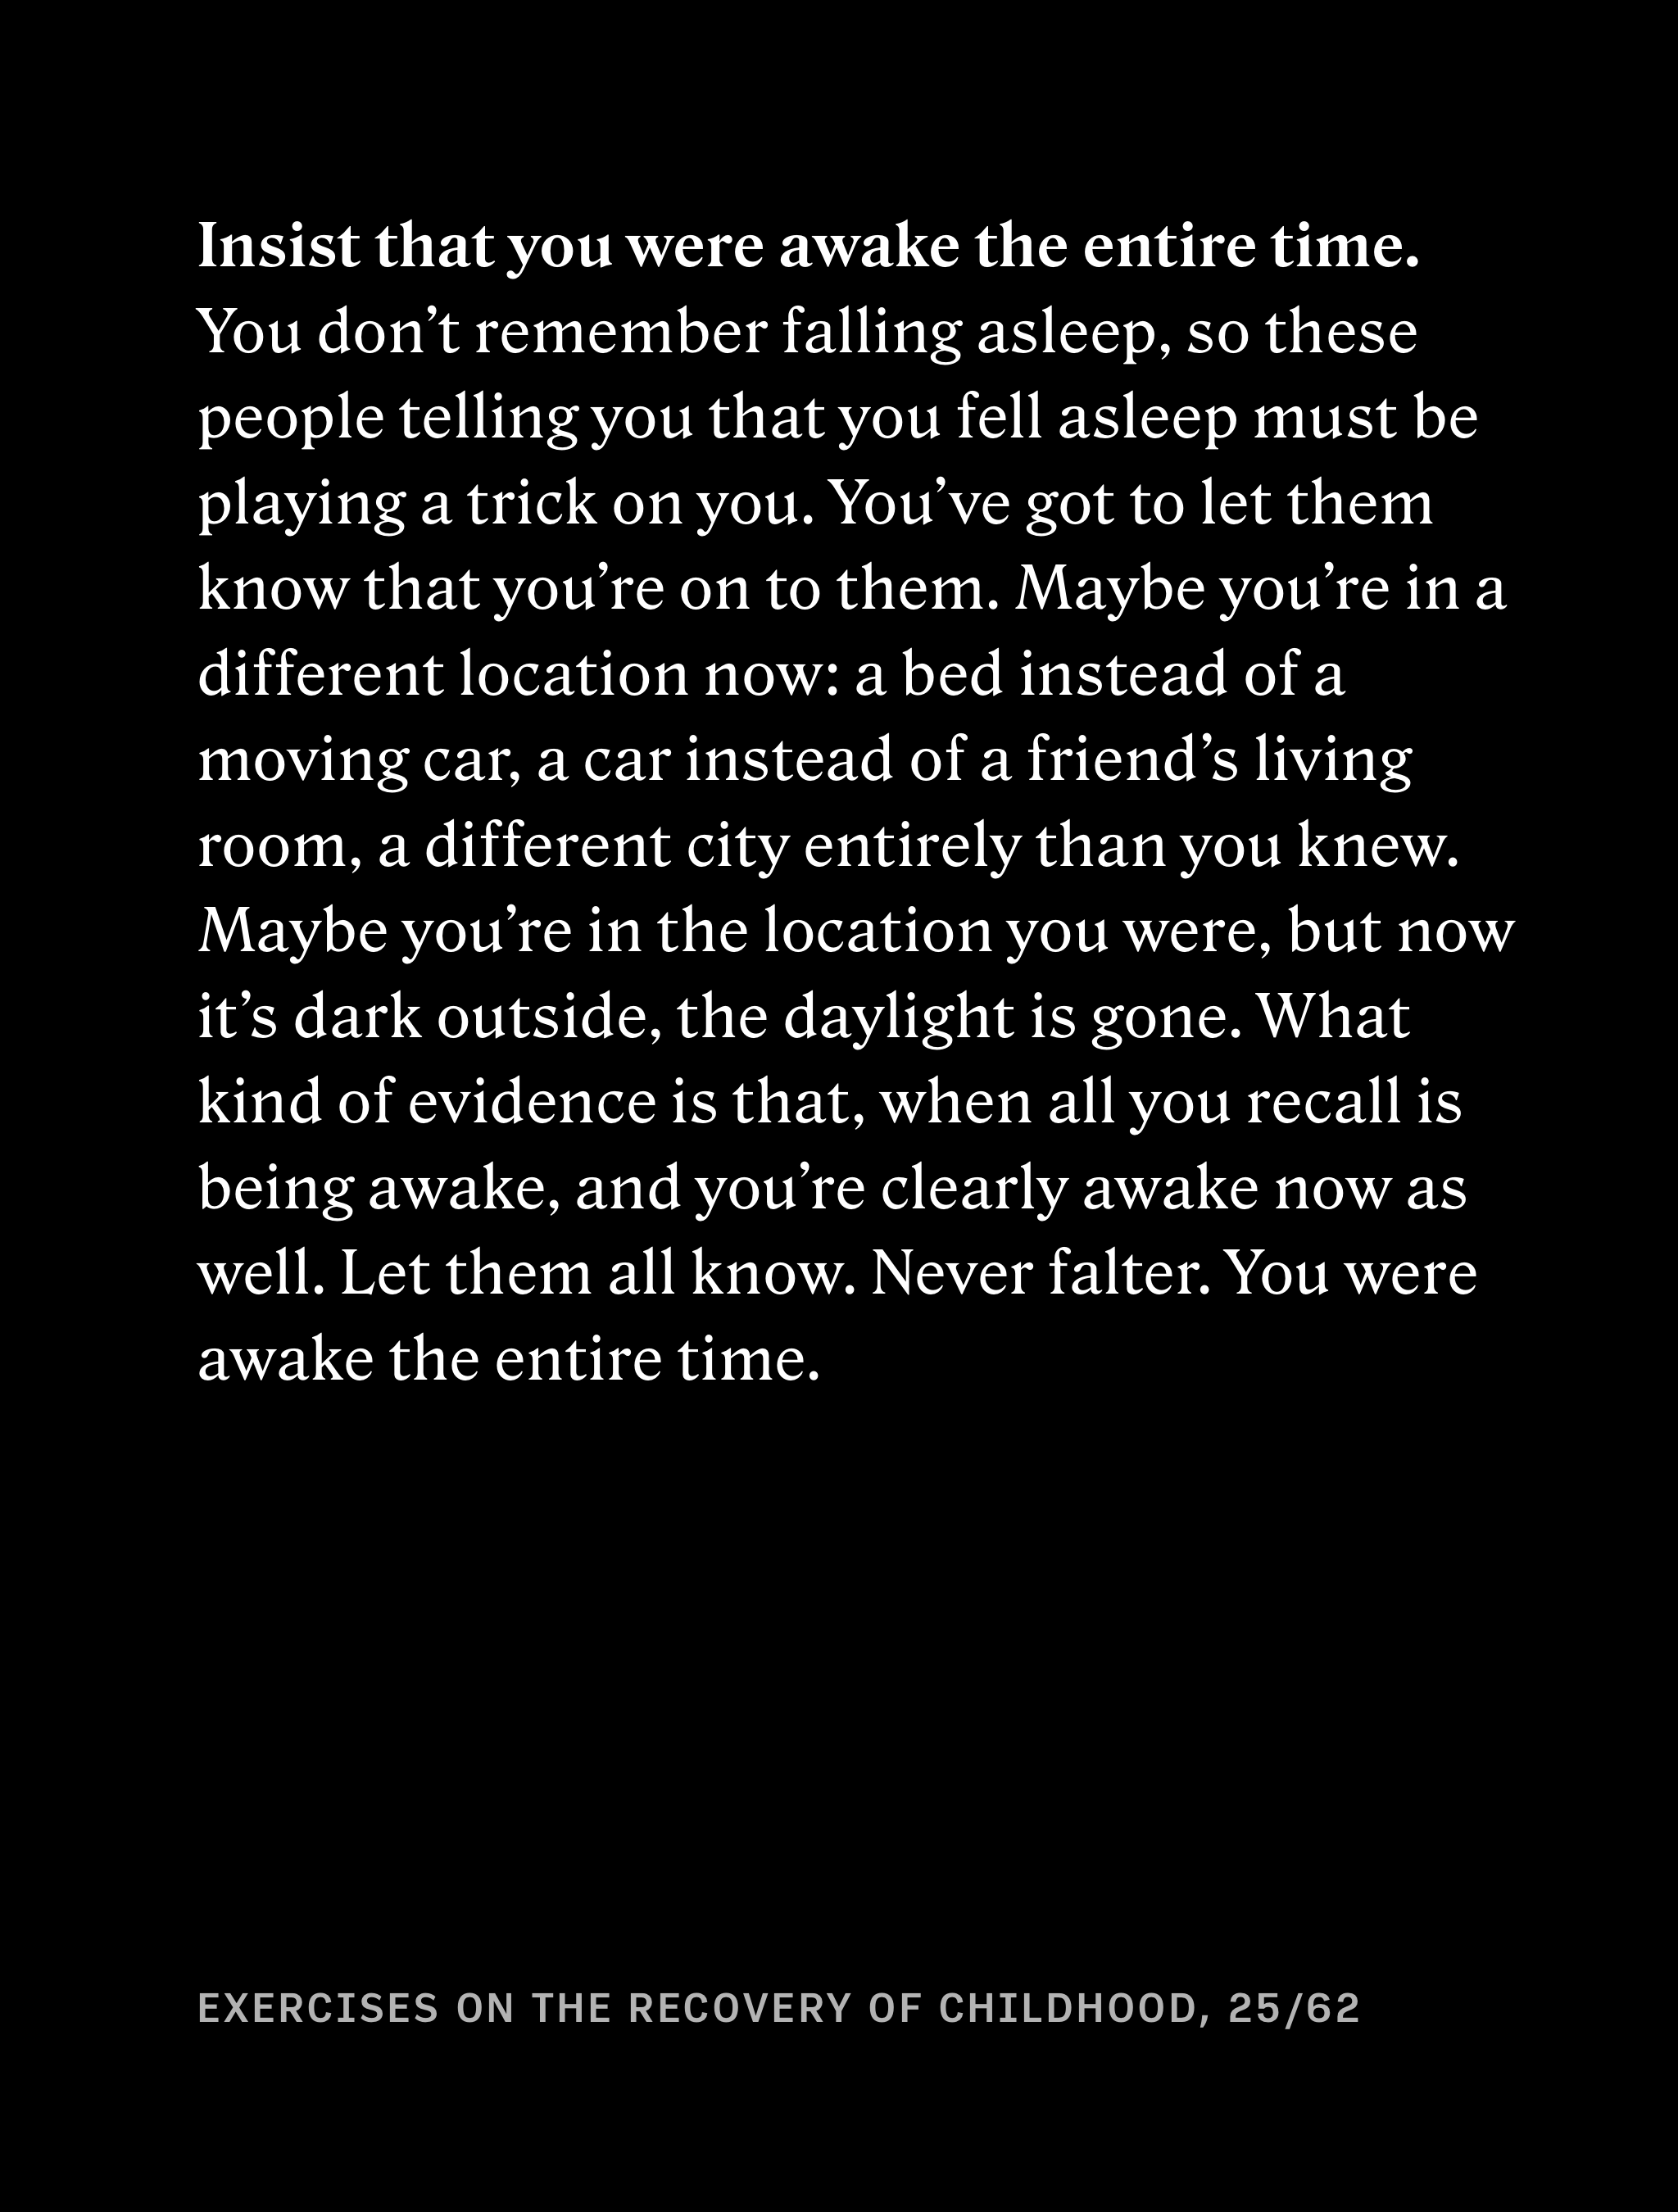 Insist that you were awake the entire time.
You don’t remember falling asleep, so these
people telling you that you fell asleep must be
playing a trick on you. You’ve got to let them
know that you’re on to them. Maybe you’re in a
different location now: a bed instead of a
moving car, a car instead of a friend’s living
room, a different city entirely than you knew.
Maybe you’re in the location you were, but now
it’s dark outside, the daylight is gone. What
kind of evidence is that, when all you recall is
being awake, and you’re clearly awake now as
well. Let them all know. Never falter. You were
awake the entire time.
EXERCISES ON THE RECOVERY OF CHILDHOOD, 25/62